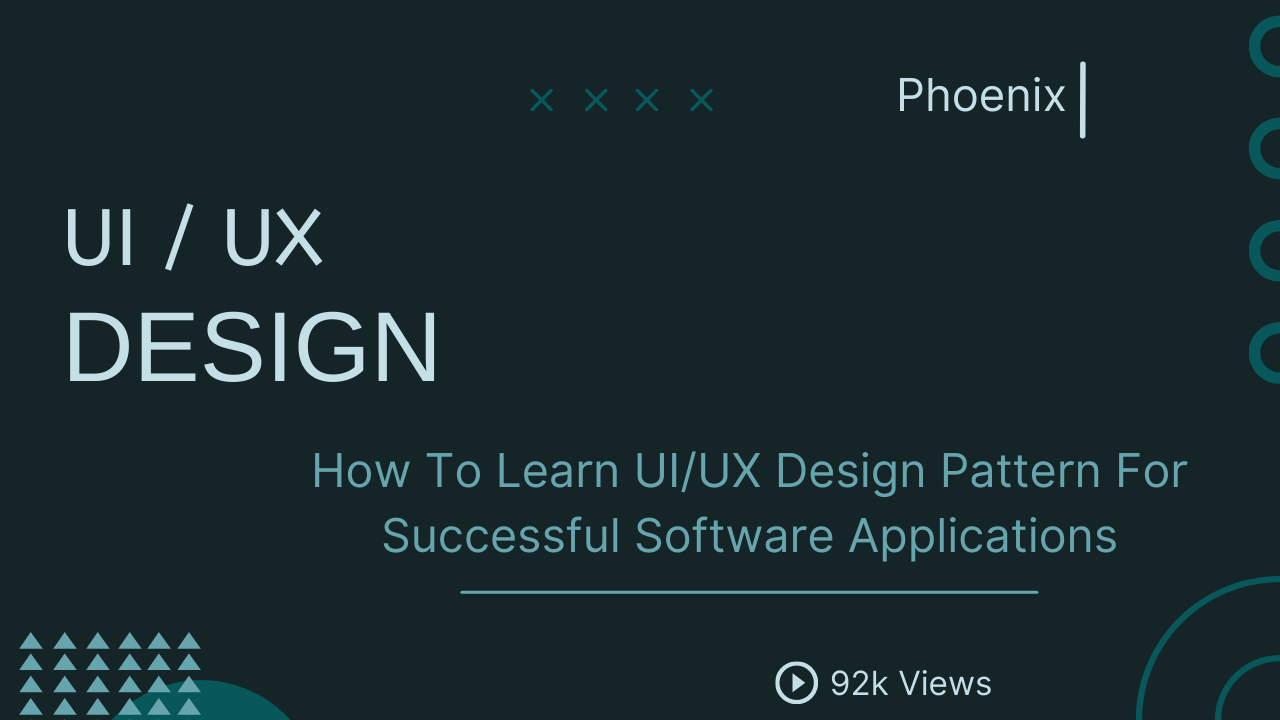 Phoenix
UI / UX
DESIGN
How To Learn UI/UX Design Pattern For
Successful Software Applications
92k Views